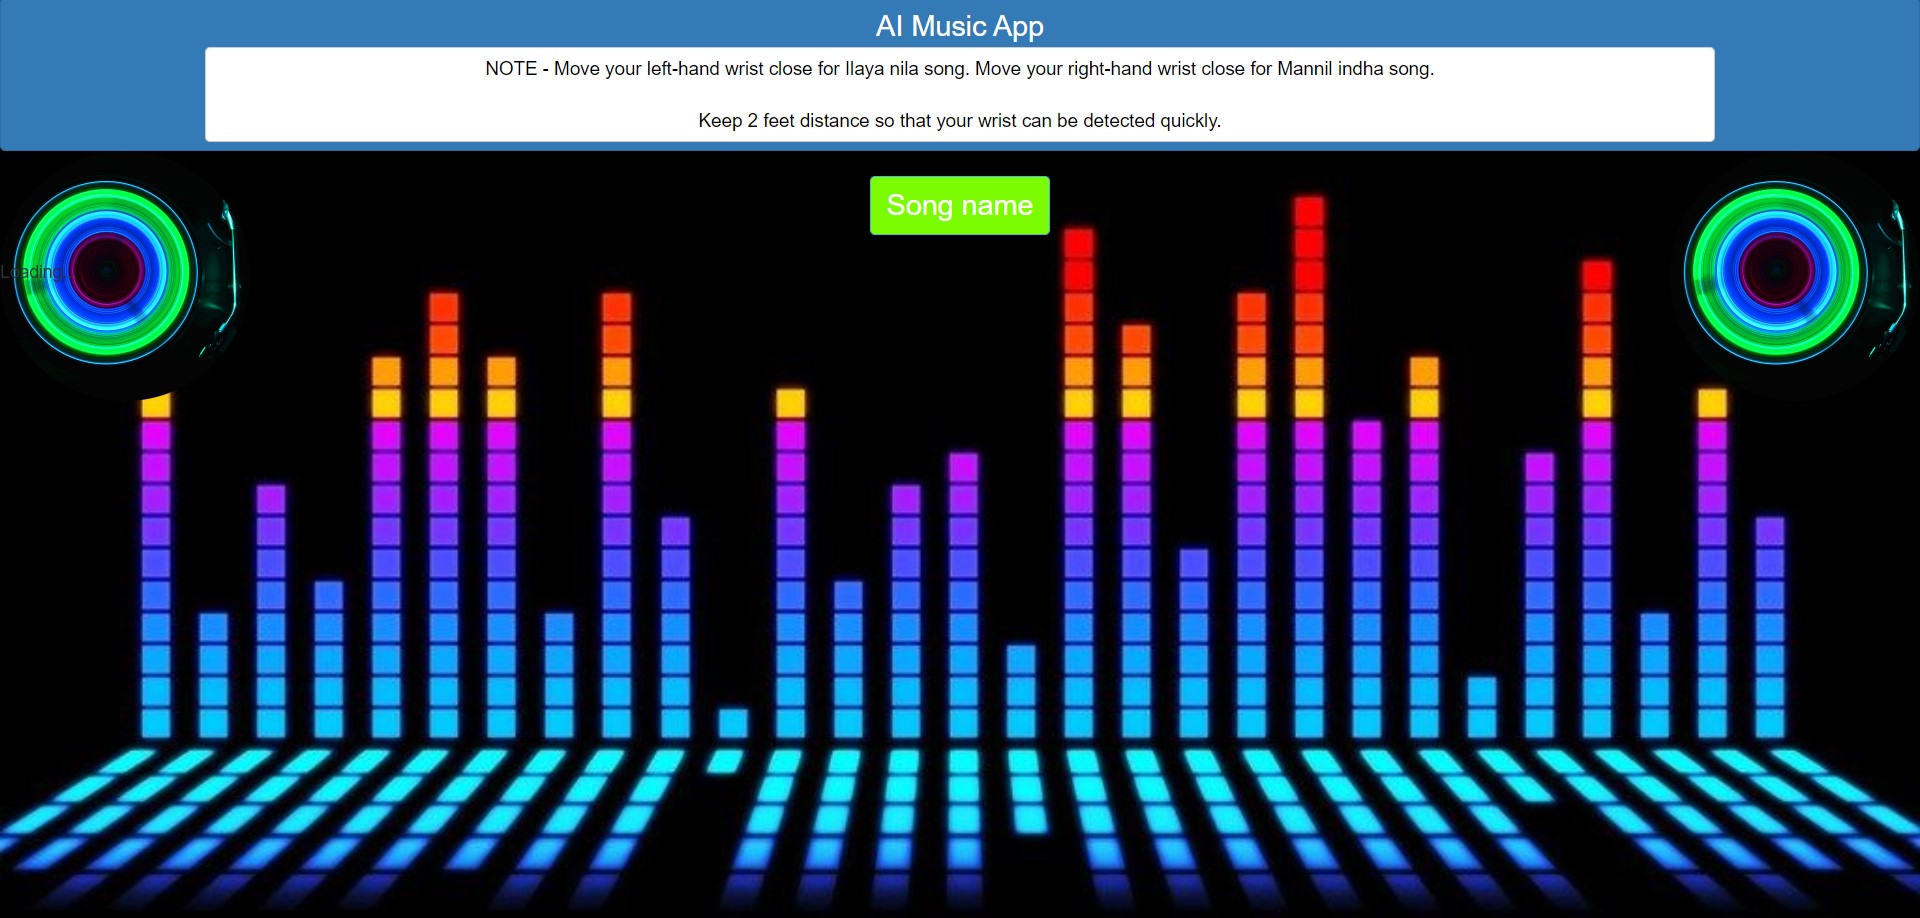 AI Music App
NOTE - Move your left-hand wrist close for Ilaya nila song. Move your right-hand wrist close for Mannil indha song.
Keep 2 feet distance so that your wrist can be detected quickly.
Song name
Loading